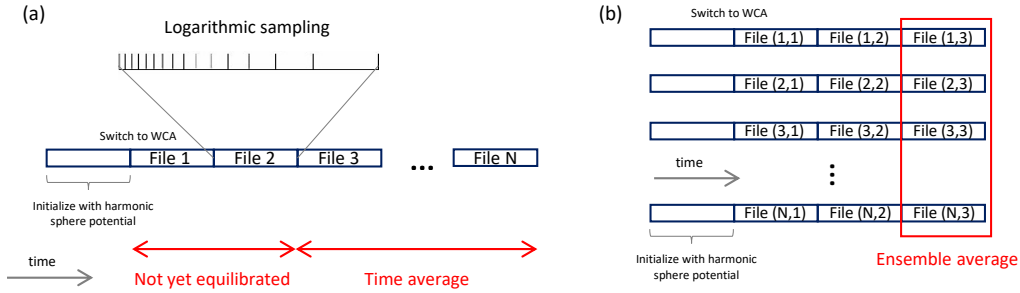 (a)
Logarithmic sampling
Switch to WCA
File 1 File 2 File 3 ... File N
Initialize with harmonic
sphere potential
time
Not yet equilibrated Time average
(b)
Switch to WCA
File (1,1) File (1,2) File (1,3)
File (2,1) File (2,2) File (2,3)
File (3,1) File (3,2) File (3,3)
time
⋮
File (N,1) File (N,2) File (N,3)
Initialize with harmonic
sphere potential
Ensemble average